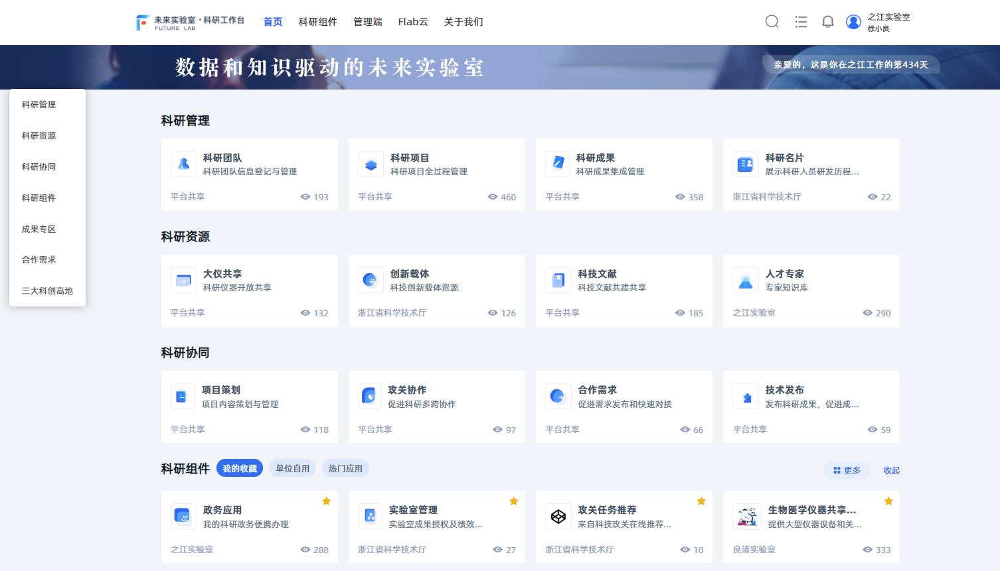 未来实验室·科研工作台
FUTURE LAB
首页
科研组件
管理端
Flab云
关于我们
之江实验室
徐小良
数据和知识驱动的未来实验室
亲爱的，这是你在之江工作的第434天
科研管理
科研资源
科研协同
科研组件
成果专区
合作需求
三大科创高地
科研管理
科研团队
科研团队信息登记与管理
平台共享
193
科研项目
科研项目全过程管理
平台共享
460
科研成果
科研成果集成管理
平台共享
358
科研名片
展示科研人员研发历程...
浙江省科学技术厅
22
科研资源
大仪共享
科研仪器开放共享
平台共享
132
创新载体
科技创新载体资源
浙江省科学技术厅
126
科技文献
科技文献共建共享
平台共享
185
人才专家
专家知识库
之江实验室
290
科研协同
项目策划
项目内容策划与管理
平台共享
118
攻关协作
促进科研多跨协作
平台共享
97
合作需求
促进需求发布和快速对接
平台共享
66
技术发布
发布科研成果，促进成...
平台共享
59
科研组件
我的收藏
单位自用
热门应用
更多
收起
政务应用
我的科研政务便携办理
之江实验室
288
实验室管理
实验室成果授权及绩效...
浙江省科学技术厅
27
攻关任务推荐
来自科技攻关在线推荐...
浙江省科学技术厅
10
生物医学仪器共享...
提供大型仪器设备和关...
良渚实验室
333